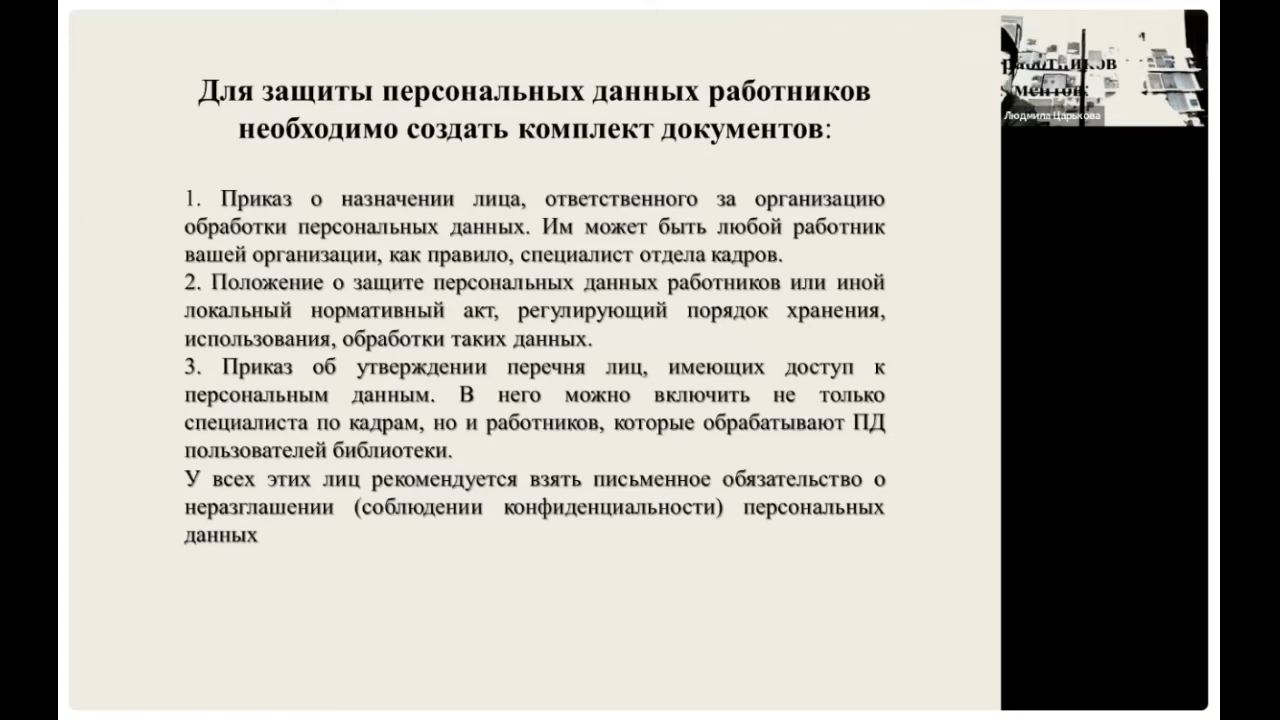 Для защиты персональных данных работников
необходимо создать комплект документов:
1. Приказ о назначении лица, ответственного за организацию
обработки персональных данных. Им может быть любой работник
вашей организации, как правило, специалист отдела кадров.
2. Положение о защите персональных данных работников или иной
локальный нормативный акт, регулирующий порядок хранения,
использования, обработки таких данных.
3. Приказ об утверждении перечня лиц, имеющих доступ к
персональным данным. В него можно включить не только
специалиста по кадрам, но и работников, которые обрабатывают ПД
пользователей библиотеки.
У всех этих лиц рекомендуется взять письменное обязательство о
неразглашении (соблюдении конфиденциальности) персональных
данных
Людмила Царькова